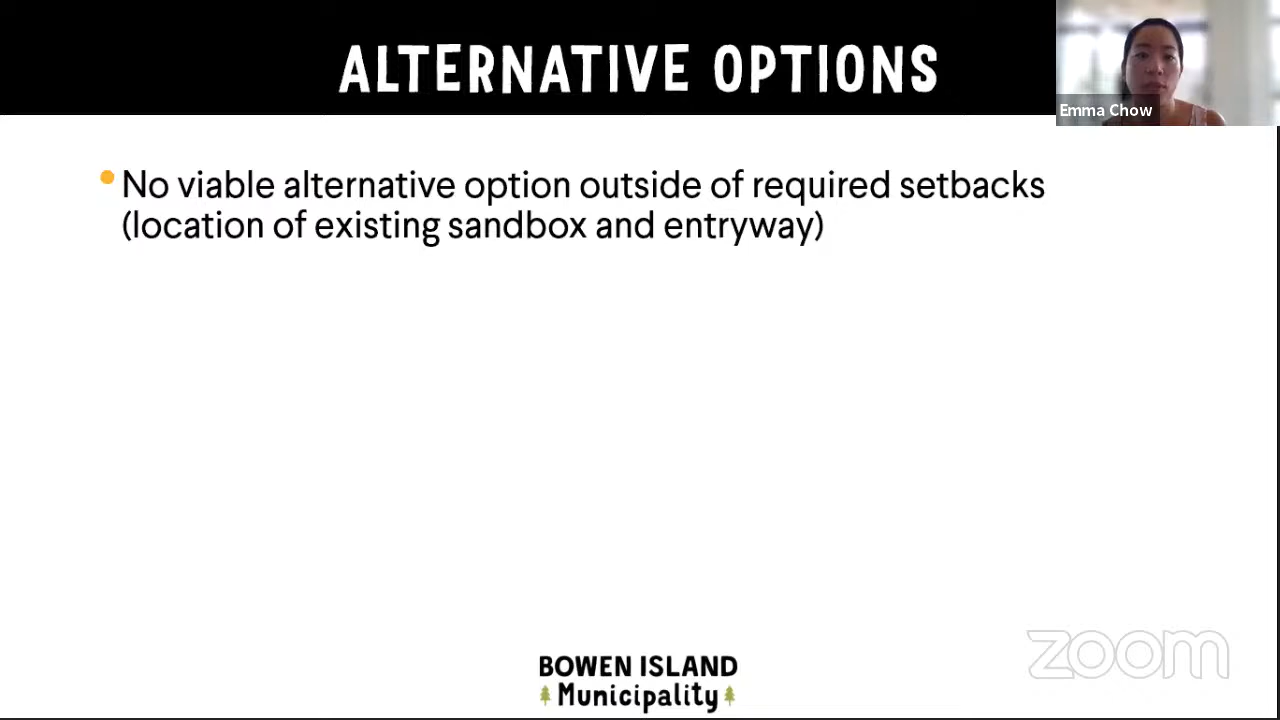 ALTERNATIVE OPTIONS
Emma Chow
No viable alternative option outside of required setbacks
(location of existing sandbox and entryway)
zoom
BOWEN ISLAND
Municipality